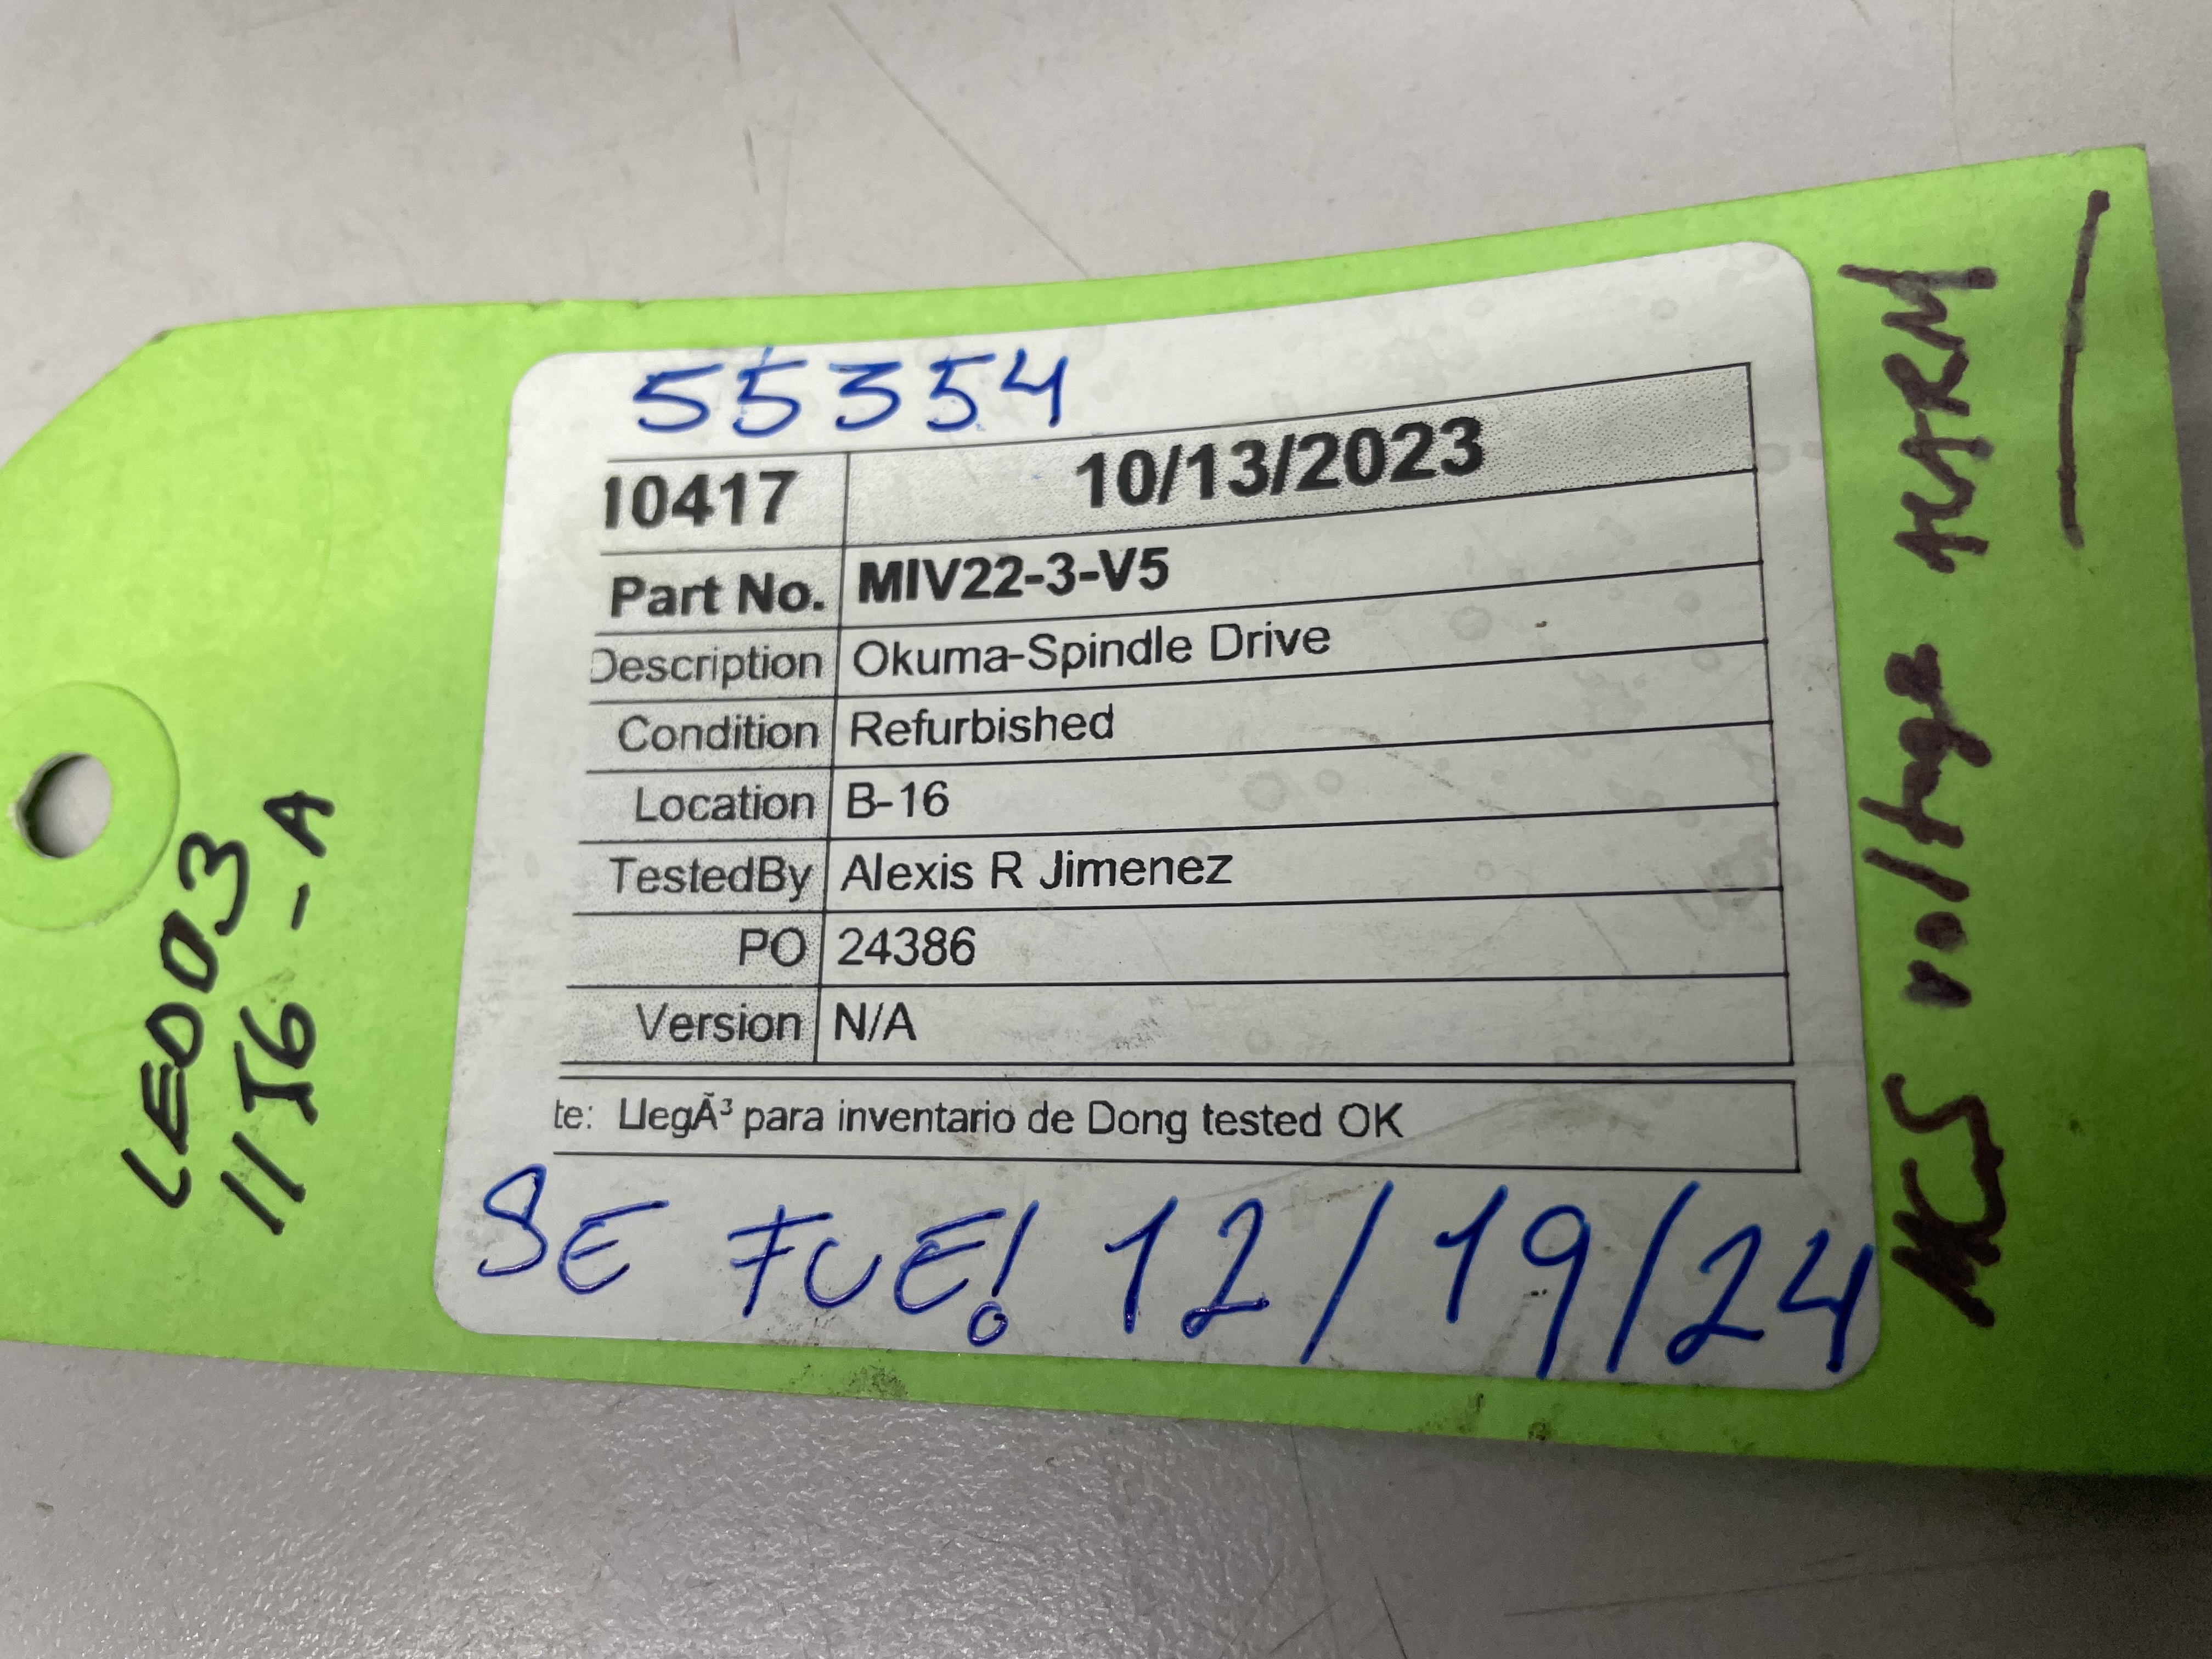 55354
10417 10/13/2023
Part No. MIV22-3-V5
Description Okuma-Spindle Drive
Condition Refurbished
Location B-16
TestedBy Alexis R Jimenez
PO 24386
Version N/A
te: LlegÃ³ para inventario de Dong tested OK
SE FUE! 12/19/24
LE003
11I6-A
MCS voltage ALARM